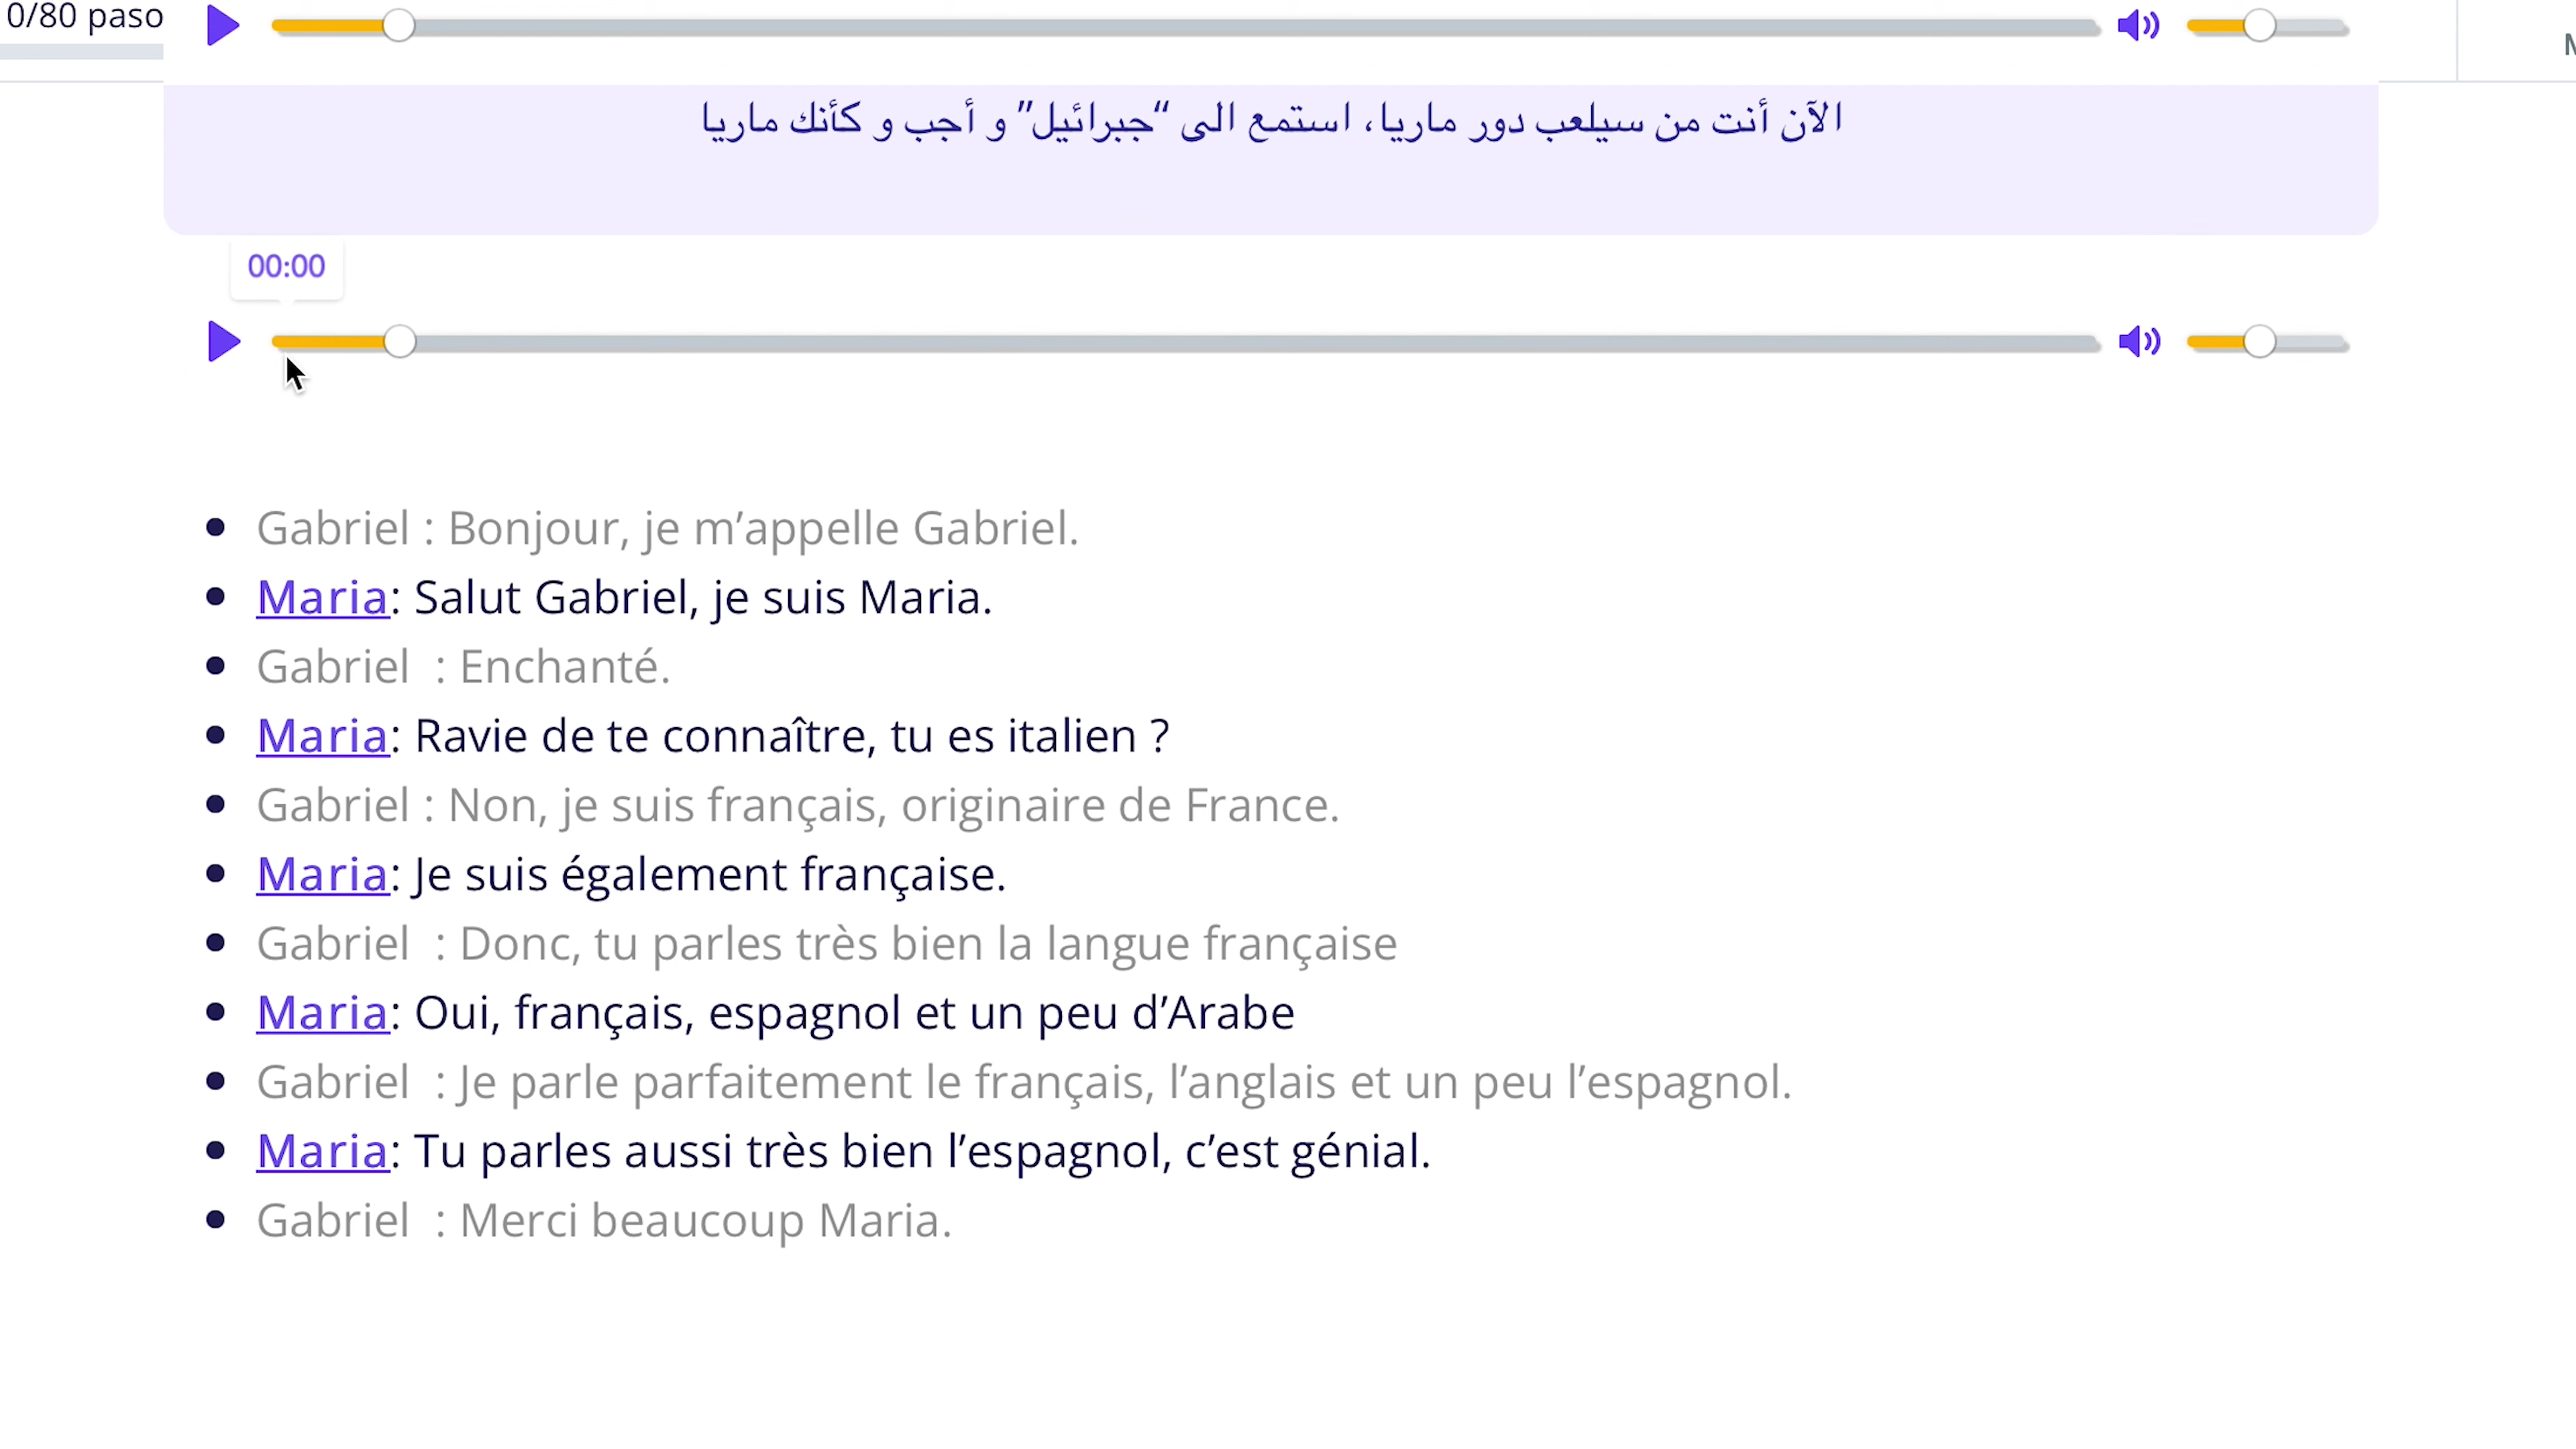 0/80 paso
الآن أنت من سيلعب دور ماريا، استمع الى “جبرائيل” و أجب و كأنك ماريا
00:00
Gabriel : Bonjour, je m’appelle Gabriel.
Maria: Salut Gabriel, je suis Maria.
Gabriel : Enchanté.
Maria: Ravie de te connaître, tu es italien ?
Gabriel : Non, je suis français, originaire de France.
Maria: Je suis également française.
Gabriel : Donc, tu parles très bien la langue française
Maria: Oui, français, espagnol et un peu d’Arabe
Gabriel : Je parle parfaitement le français, l’anglais et un peu l’espagnol.
Maria: Tu parles aussi très bien l’espagnol, c’est génial.
Gabriel : Merci beaucoup Maria.